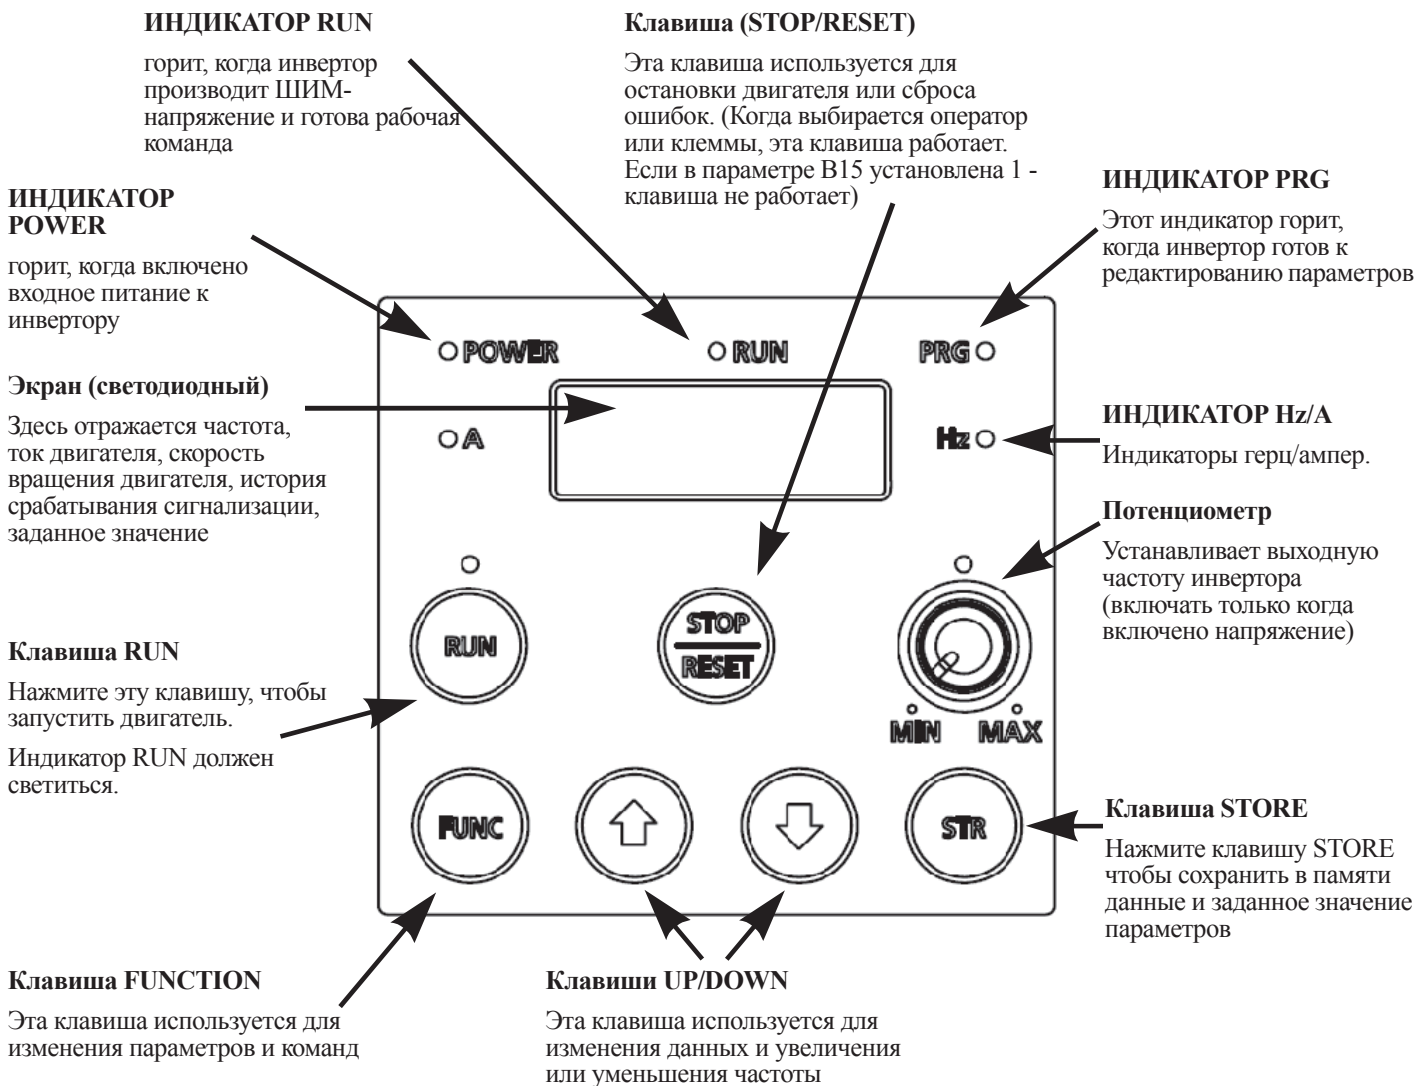 ИНДИКАТОР RUN
горит, когда инвертор
производит ШИМ-
напряжение и готова рабочая
команда
Клавиша (STOP/RESET)
Эта клавиша используется для
остановки двигателя или сброса
ошибок. (Когда выбирается оператор
или клеммы, эта клавиша работает.
Если в параметре B15 установлена 1 -
клавиша не работает)
ИНДИКАТОР PRG
Этот индикатор горит,
когда инвертор готов к
редактированию параметров
ИНДИКАТОР
POWER
горит, когда включено
входное питание к
инвертору
Экран (светодиодный)
Здесь отражается частота,
ток двигателя, скорость
вращения двигателя, история
срабатывания сигнализации,
заданное значение
POWER
RUN
PRG
A
Hz
ИНДИКАТОР Hz/A
Индикаторы герц/ампер.
Потенциометр
Устанавливает выходную
частоту инвертора
(включать только когда
включено напряжение)
Клавиша RUN
Нажмите эту клавишу, чтобы
запустить двигатель.
Индикатор RUN должен
светиться.
RUN
STOP
RESET
MIN
MAX
FUNC
STR
Клавиша STORE
Нажмите клавишу STORE
чтобы сохранить в памяти
данные и заданное значение
параметров
Клавиша FUNCTION
Эта клавиша используется для
изменения параметров и команд
Клавиши UP/DOWN
Эта клавиша используется для
изменения данных и увеличения
или уменьшения частоты